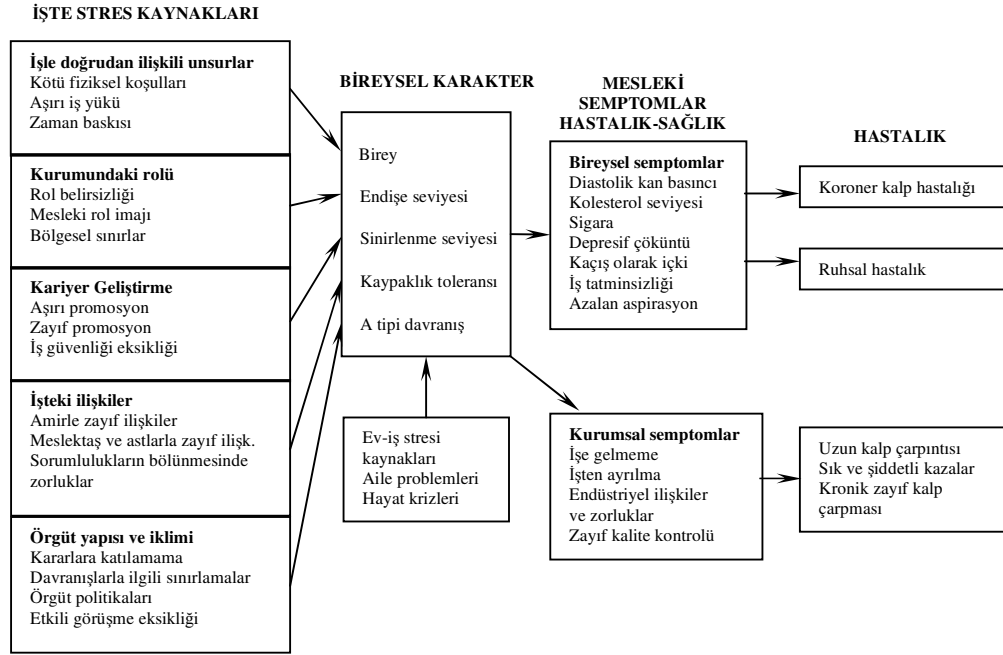 İŞTE STRES KAYNAKLARI
İşle doğrudan ilişkili unsurlar
Kötü fiziksel koşulları
Aşırı iş yükü
Zaman baskısı
Kurumundaki rolü
Rol belirsizliği
Mesleki rol imajı
Bölgesel sınırlar
Kariyer Geliştirme
Aşırı promosyon
Zayıf promosyon
İş güvenliği eksikliği
İşteki ilişkiler
Amirle zayıf ilişkiler
Meslektaş ve astlarla zayıf ilişk.
Sorumlulukların bölünmesinde
zorluklar
Örgüt yapısı ve iklimi
Kararlara katılamama
Davranışlarla ilgili sınırlamalar
Örgüt politikaları
Etkili görüşme eksikliği
BİREYSEL KARAKTER
Birey
Endişe seviyesi
Sinirlenme seviyesi
Kaypaklık toleransı
A tipi davranış
Ev-iş stresi
kaynakları
Aile problemleri
Hayat krizleri
MESLEKİ
SEMPTOMLAR
HASTALIK-SAĞLIK
Bireysel semptomlar
Diastolik kan basıncı
Kolesterol seviyesi
Sigara
Depresif çöküntü
Kaçış olarak içki
İş tatminsizliği
Azalan aspirasyon
Kurumsal semptomlar
İşe gelmeme
İşten ayrılma
Endüstriyel ilişkiler
ve zorluklar
Zayıf kalite kontrolü
HASTALIK
Koroner kalp hastalığı
Ruhsal hastalık
Uzun kalp çarpıntısı
Sık ve şiddetli kazalar
Kronik zayıf kalp
çarpması